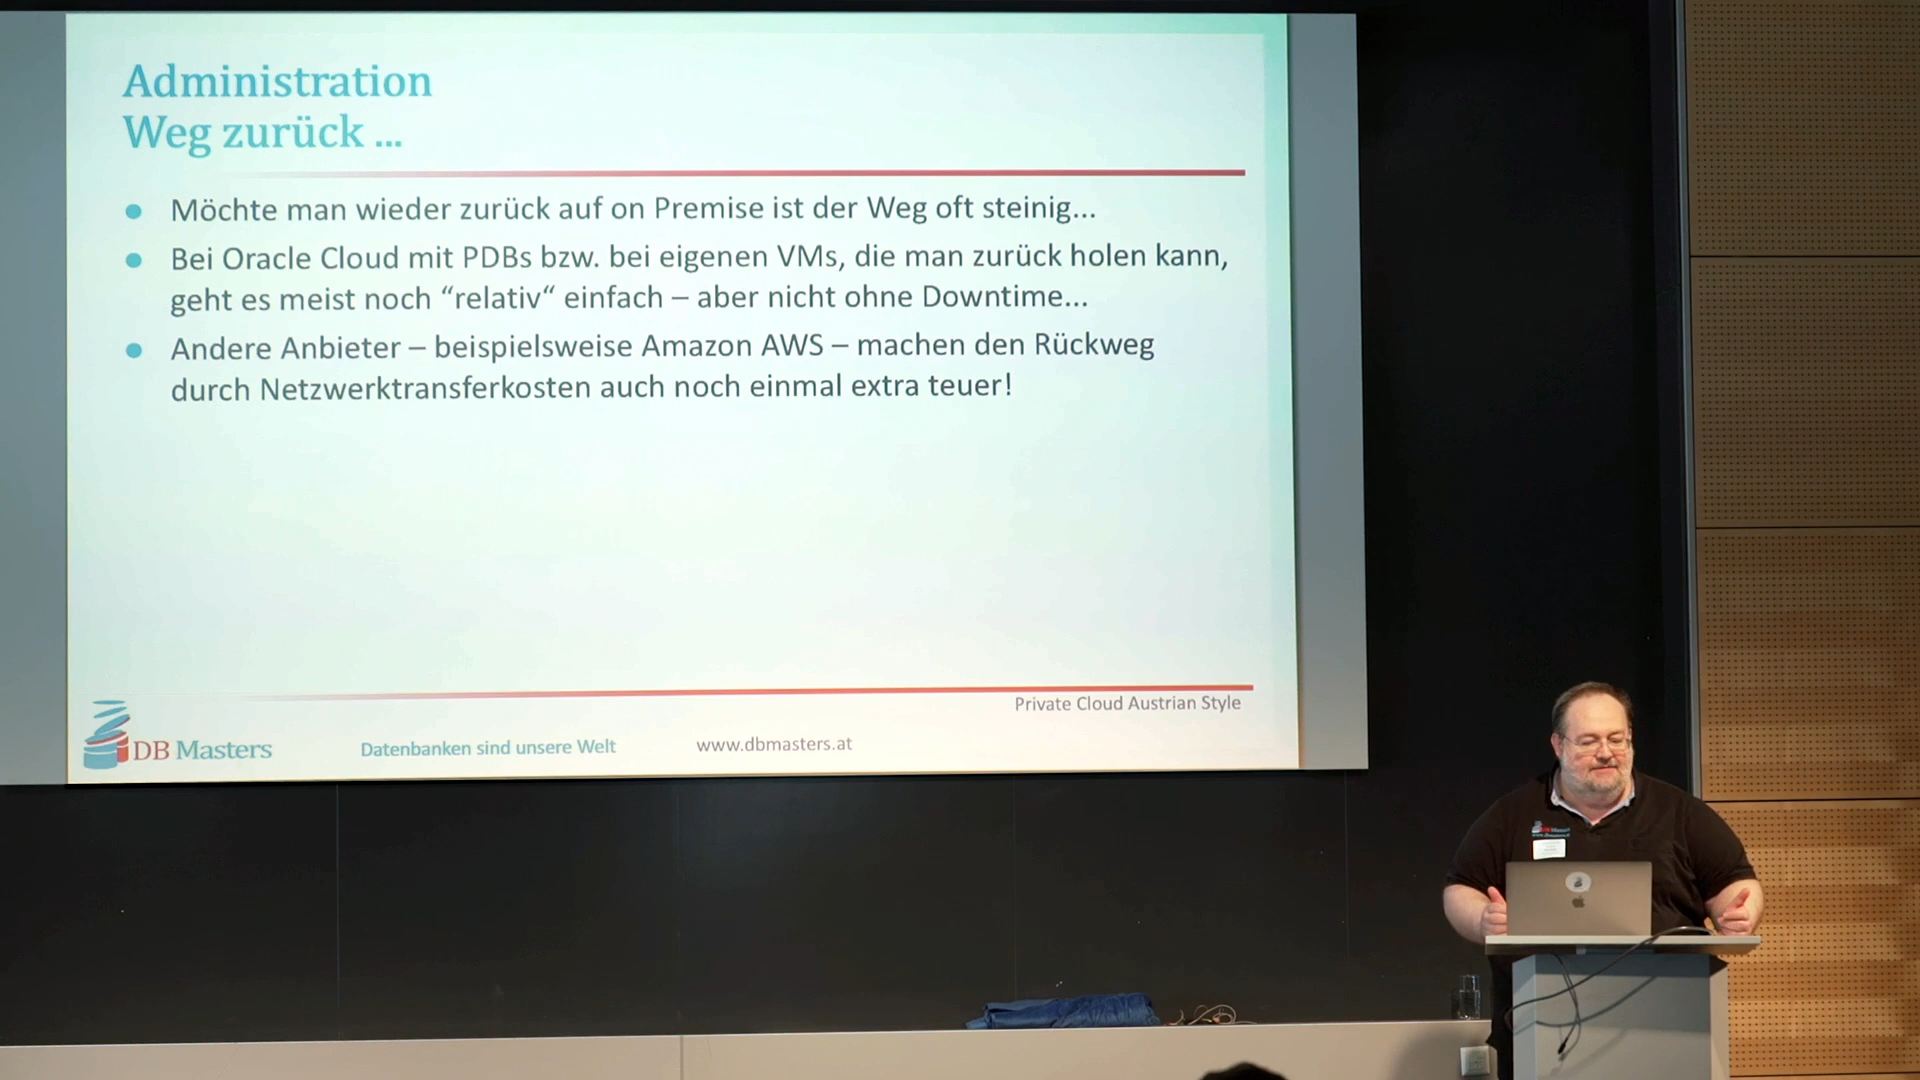 Administration
Weg zurück ...
● Möchte man wieder zurück auf on Premise ist der Weg oft steinig...
● Bei Oracle Cloud mit PDBs bzw. bei eigenen VMs, die man zurück holen kann,
geht es meist noch “relativ“ einfach – aber nicht ohne Downtime...
● Andere Anbieter – beispielsweise Amazon AWS – machen den Rückweg
durch Netzwerktransferkosten auch noch einmal extra teuer!
Private Cloud Austrian Style
DB Masters
Datenbanken sind unsere Welt
www.dbmasters.at